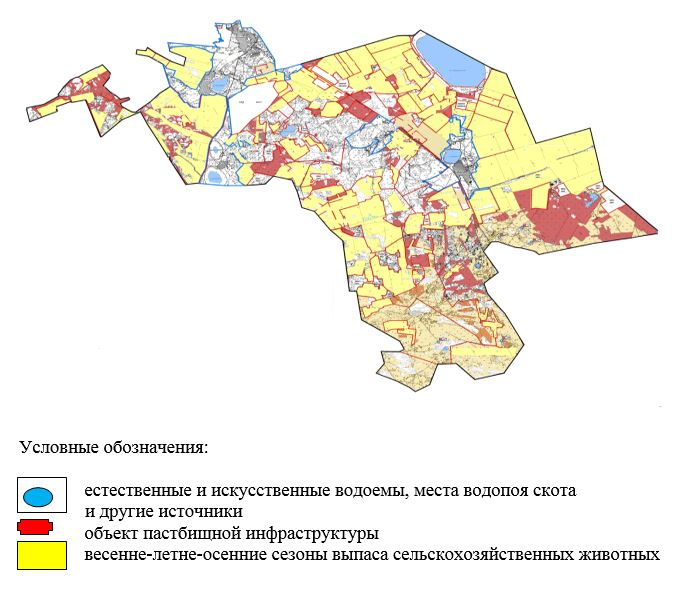 Условные обозначения:
естественные и искусственные водоемы, места водопоя скота
и другие источники
объект пастбищной инфраструктуры
весенне-летне-осенние сезоны выпаса сельскохозяйственных животных